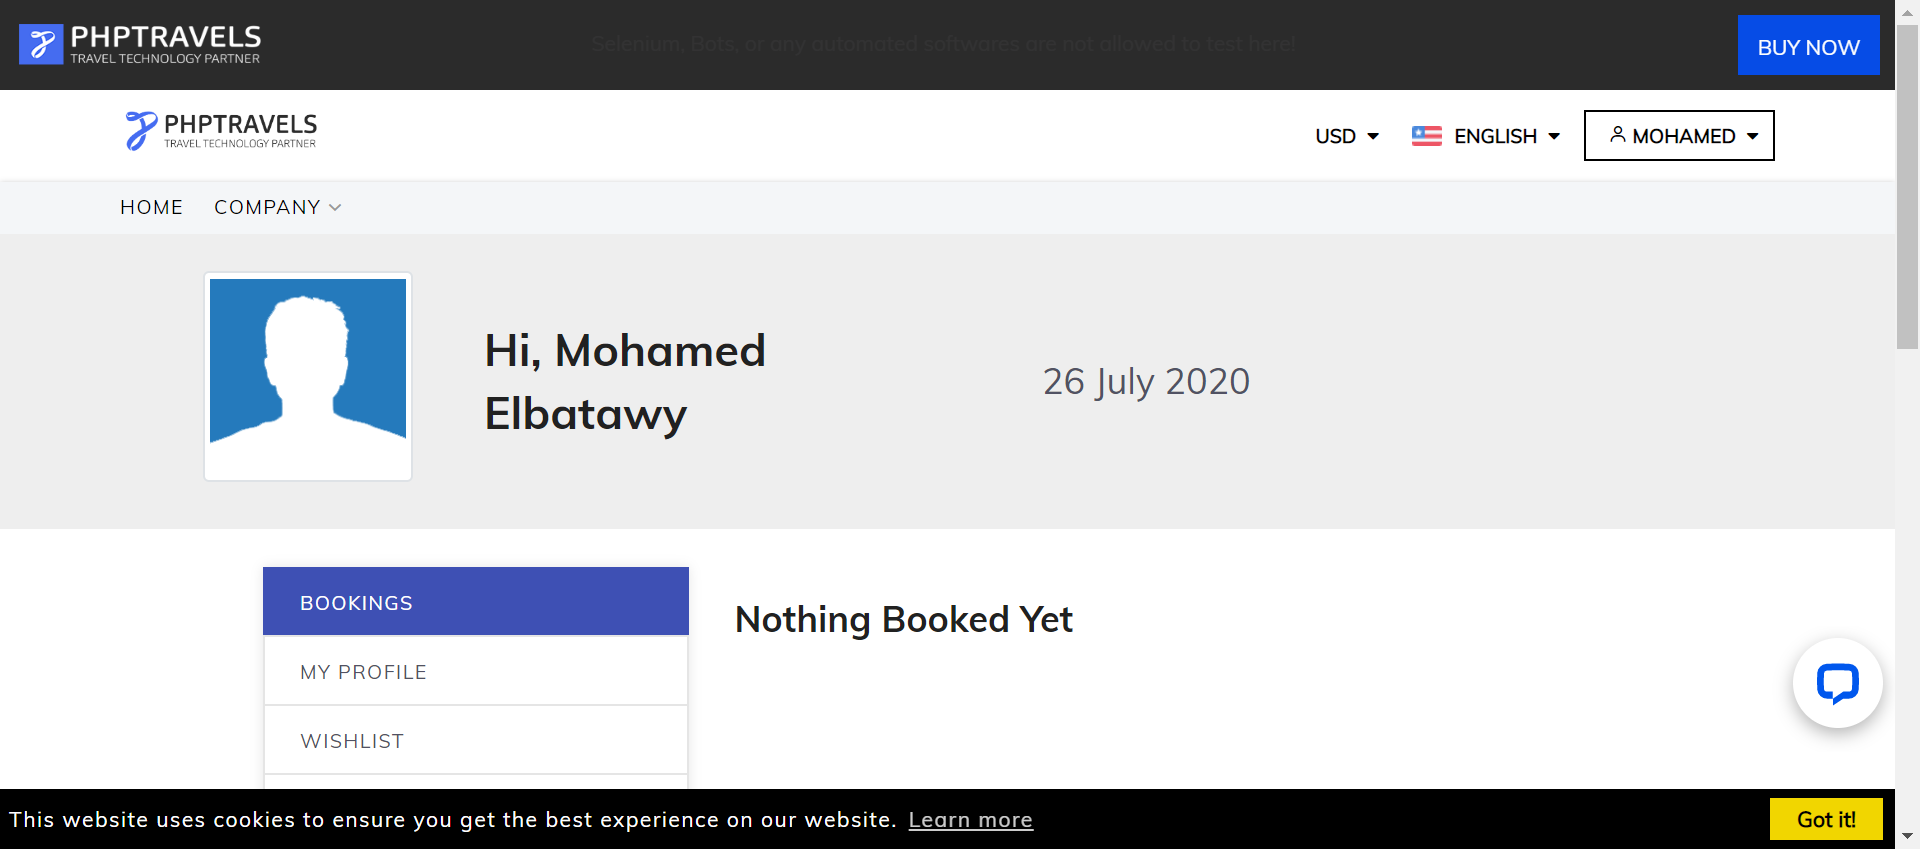 PHPTRAVELS
TRAVEL TECHNOLOGY PARTNER
Selenium, Bots, or any automated softwares are not allowed to test here!
BUY NOW
PHPTRAVELS
TRAVEL TECHNOLOGY PARTNER
USD
ENGLISH
MOHAMED
HOME
COMPANY
Hi, Mohamed
Elbatawy
26 July 2020
BOOKINGS
Nothing Booked Yet
MY PROFILE
WISHLIST
This website uses cookies to ensure you get the best experience on our website. Learn more
Got it!